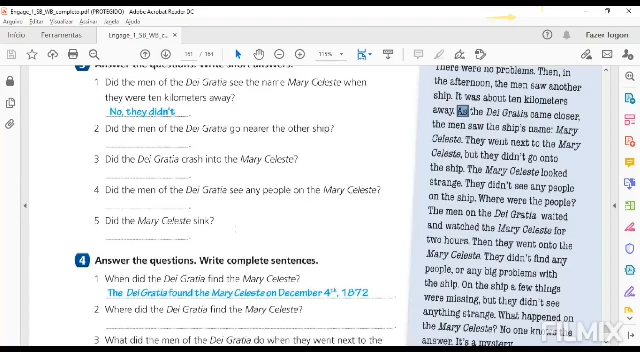 Engage_1_SB_WB_completo.pdf (PROTEGIDO) - Adobe Acrobat Reader DC
Arquivo Editar Visualizar Assinar Janela Ajuda
Início Ferramentas Engage_1_SB_WB_co... × Fazer logon
151 / 164 115%
3 Answer the questions. Write short answers.
1 Did the men of the Dei Gratia see the name Mary Celeste when
they were ten kilometers away?
No, they didn't.
2 Did the men of the Dei Gratia go nearer the other ship?
3 Did the Dei Gratia crash into the Mary Celeste?
4 Did the men of the Dei Gratia see any people on the Mary Celeste?
5 Did the Mary Celeste sink?
4 Answer the questions. Write complete sentences.
1 When did the Dei Gratia find the Mary Celeste?
The Dei Gratia found the Mary Celeste on December 4th, 1872
2 Where did the Dei Gratia find the Mary Celeste?
3 What did the men of the Dei Gratia do when they went next to the
There were no problems. Then, in
the afternoon, the men saw another
ship. It was about ten kilometers
away. As the Dei Gratia came closer,
the men saw the ship's name: Mary
Celeste. They went next to the Mary
Celeste, but they didn't go onto
the ship. The Mary Celeste looked
strange. They didn't see any people
on the ship. Where were the people?
The men on the Dei Gratia waited
and watched the Mary Celeste for
two hours. Then they went onto the
Mary Celeste. They didn't find any
people, or any big problems with
the ship. On the ship a few things
were missing, but they didn't see
anything strange. What happened on
the Mary Celeste? No one knows the
answer. It's a mystery.
FILMIX